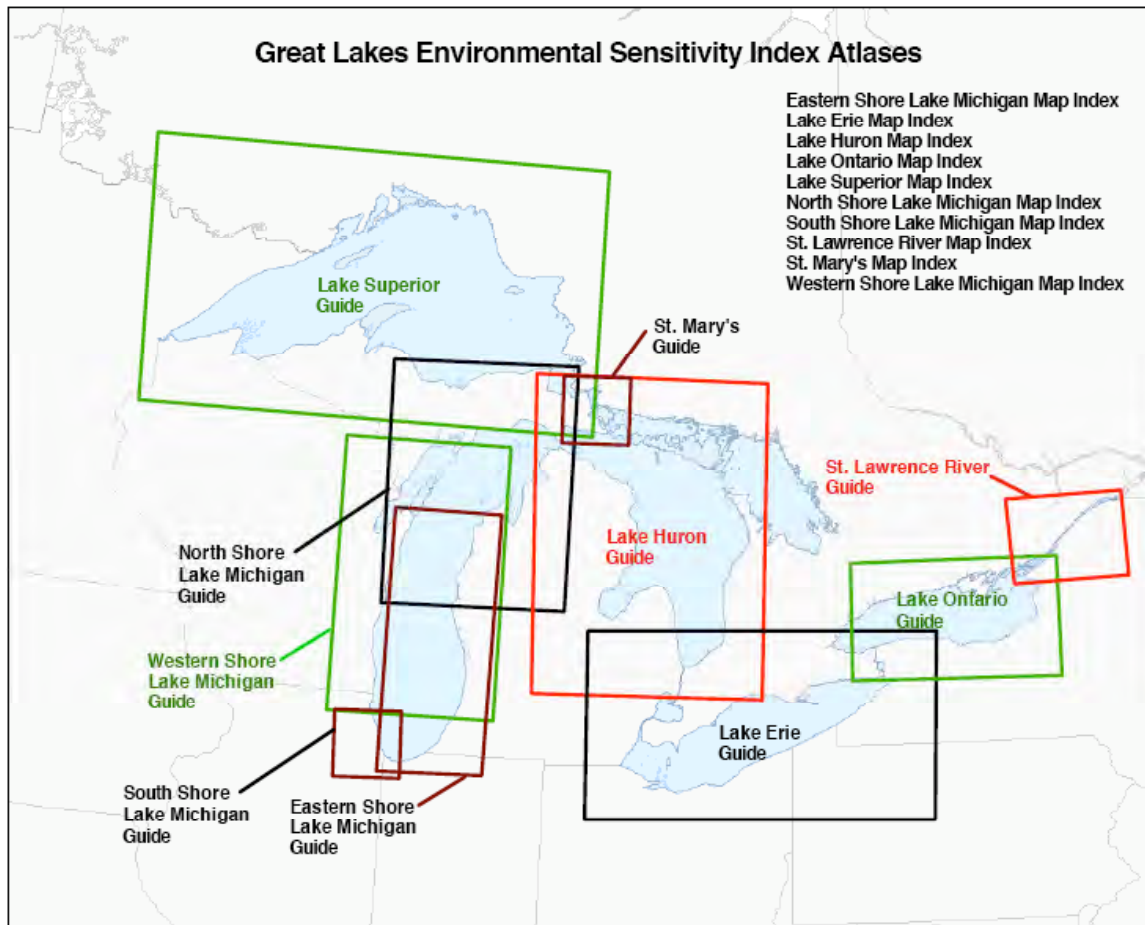 Great Lakes Environmental Sensitivity Index Atlases
Eastern Shore Lake Michigan Map Index
Lake Erie Map Index
Lake Huron Map Index
Lake Ontario Map Index
Lake Superior Map Index
North Shore Lake Michigan Map Index
South Shore Lake Michigan Map Index
St. Lawrence River Map Index
St. Mary's Map Index
Western Shore Lake Michigan Map Index
Lake Superior
Guide
St. Mary's
Guide
St. Lawrence River
Guide
North Shore
Lake Michigan
Guide
Lake Huron
Guide
Lake Ontario
Guide
Western Shore
Lake Michigan
Guide
Lake Erie
Guide
South Shore
Lake Michigan
Guide
Eastern Shore
Lake Michigan
Guide